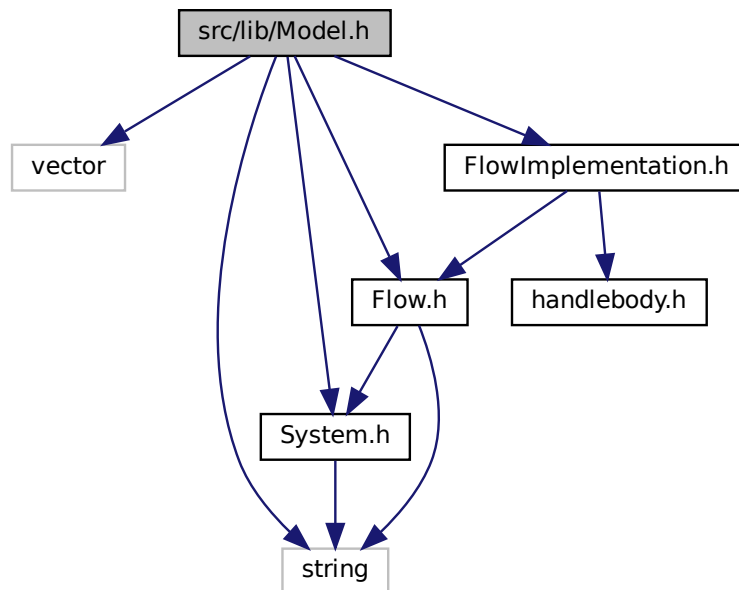 src/lib/Model.h
vector
FlowImplementation.h
Flow.h
handlebody.h
System.h
string